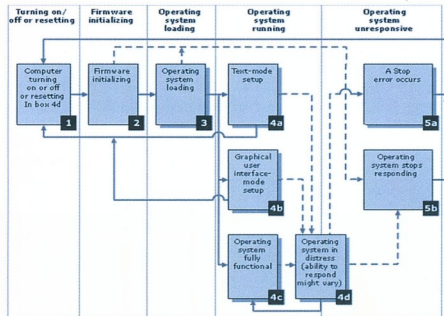 Turning on/
off or resetting
Firmware
initializing
Operating
system
loading
Operating
system
running
Operating
system
unresponsive
Computer
turning
on or off
or resetting
In box 4d
1
Firmware
initializing
2
Operating
system
loading
3
Text-mode
setup
4a
A Stop
error occurs
5a
Graphical
user
interface-
mode
setup
4b
Operating
system stops
responding
5b
Operating
system
fully
functional
4c
Operating
system in
distress
(ability to
respond
might vary)
4d